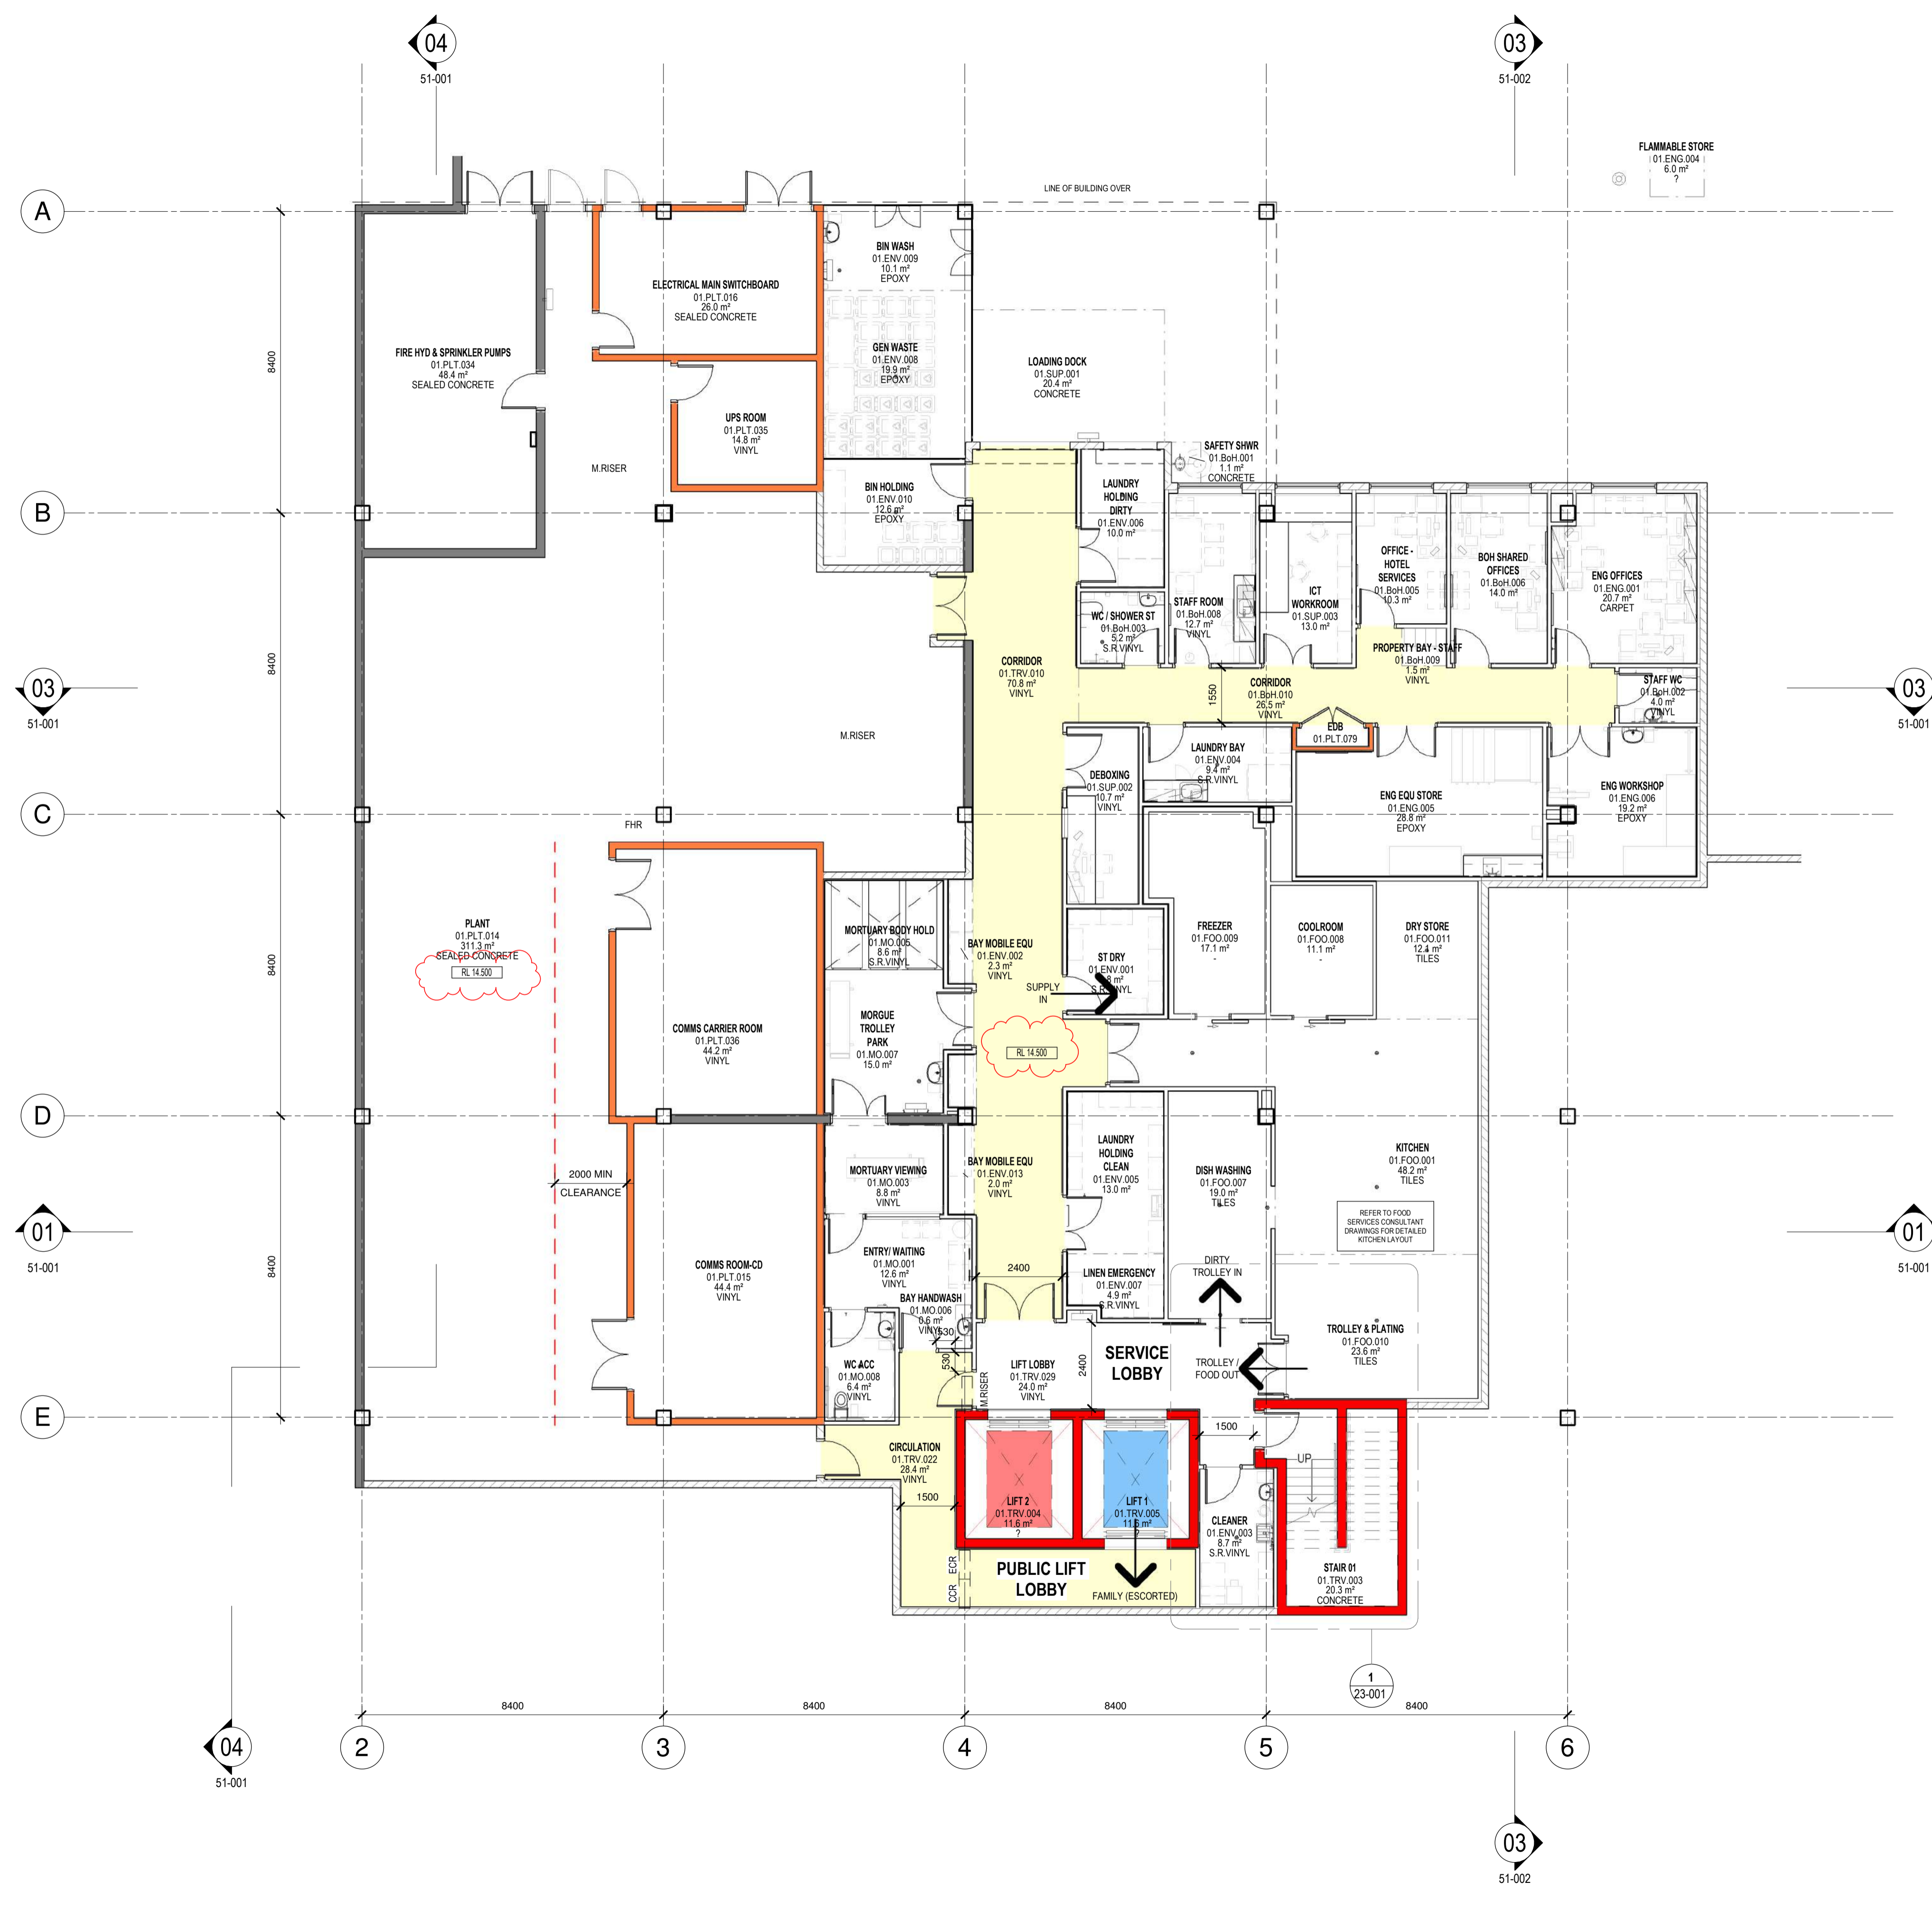 04
51-001
03
51-002
FLAMMABLE STORE
01.ENG.004
6.0 m²
?
LINE OF BUILDING OVER
A
BIN WASH
01.ENV.009
10.1 m²
EPOXY
ELECTRICAL MAIN SWITCHBOARD
01.PLT.016
26.0 m²
SEALED CONCRETE
FIRE HYD & SPRINKLER PUMPS
01.PLT.034
48.4 m²
SEALED CONCRETE
GEN WASTE
01.ENV.008
19.9 m²
EPOXY
LOADING DOCK
01.SUP.001
20.4 m²
CONCRETE
8400
UPS ROOM
01.PLT.035
14.8 m²
VINYL
M.RISER
SAFETY SHWR
01.BoH.001
1.1 m²
CONCRETE
BIN HOLDING
01.ENV.010
12.6 m²
EPOXY
LAUNDRY
HOLDING
DIRTY
01.ENV.006
10.0 m²
B
OFFICE -
HOTEL
SERVICES
01.BoH.005
10.3 m²
BOH SHARED
OFFICES
01.BoH.006
14.0 m²
ENG OFFICES
01.ENG.001
20.7 m²
CARPET
ICT
WORKROOM
01.SUP.003
13.0 m²
STAFF ROOM
01.BoH.008
12.7 m²
VINYL
WC / SHOWER ST
01.BoH.003
5.2 m²
S.R.VINYL
8400
CORRIDOR
01.TRV.010
70.8 m²
VINYL
PROPERTY BAY - STAFF
01.BoH.009
1.5 m²
VINYL
03
51-001
1550
CORRIDOR
01.BoH.010
26.5 m²
VINYL
STAFF WC
01.BoH.002
4.0 m²
VINYL
03
51-001
EDB
01.PLT.079
M.RISER
LAUNDRY BAY
01.ENV.004
9.4 m²
S.R.VINYL
DEBOXING
01.SUP.002
10.7 m²
VINYL
ENG EQU STORE
01.ENG.005
28.8 m²
EPOXY
ENG WORKSHOP
01.ENG.006
19.2 m²
EPOXY
C
FHR
PLANT
01.PLT.014
311.3 m²
SEALED CONCRETE
RL 14.500
8400
MORTUARY BODY HOLD
01.MO.005
8.6 m²
S.R.VINYL
BAY MOBILE EQU
01.ENV.002
2.3 m²
VINYL
ST DRY
01.ENV.001
8 m²
S.R.VINYL
SUPPLY
IN
FREEZER
01.FOO.009
17.1 m²
-
COOLROOM
01.FOO.008
11.1 m²
-
DRY STORE
01.FOO.011
12.4 m²
TILES
COMMS CARRIER ROOM
01.PLT.036
44.2 m²
VINYL
MORGUE
TROLLEY
PARK
01.MO.007
15.0 m²
RL 14.500
D
2000 MIN
CLEARANCE
MORTUARY VIEWING
01.MO.003
8.8 m²
VINYL
BAY MOBILE EQU
01.ENV.013
2.0 m²
VINYL
LAUNDRY
HOLDING
CLEAN
01.ENV.005
13.0 m²
DISH WASHING
01.FOO.007
19.0 m²
TILES
KITCHEN
01.FOO.001
48.2 m²
TILES
REFER TO FOOD
SERVICES CONSULTANT
DRAWINGS FOR DETAILED
KITCHEN LAYOUT
01
51-001
01
51-001
8400
COMMS ROOM-CD
01.PLT.015
44.4 m²
VINYL
ENTRY/ WAITING
01.MO.001
12.6 m²
VINYL
2400
LINEN EMERGENCY
01.ENV.007
4.9 m²
S.R.VINYL
DIRTY
TROLLEY IN
BAY HANDWASH
01.MO.006
0.6 m²
VINYL
530
530
WC ACC
01.MO.008
6.4 m²
VINYL
M.RISER
LIFT LOBBY
01.TRV.029
24.0 m²
VINYL
2400
SERVICE
LOBBY
TROLLEY /
FOOD OUT
TROLLEY & PLATING
01.FOO.010
23.6 m²
TILES
E
1500
UP
CIRCULATION
01.TRV.022
28.4 m²
VINYL
1500
LIFT 2
01.TRV.004
11.6 m²
?
LIFT 1
01.TRV.005
11.6 m²
?
CLEANER
01.ENV.003
8.7 m²
S.R.VINYL
STAIR 01
01.TRV.003
20.3 m²
CONCRETE
CCR
ECR
PUBLIC LIFT
LOBBY
FAMILY (ESCORTED)
1
23-001
8400
8400
8400
8400
2
3
4
5
6
04
51-001
03
51-002